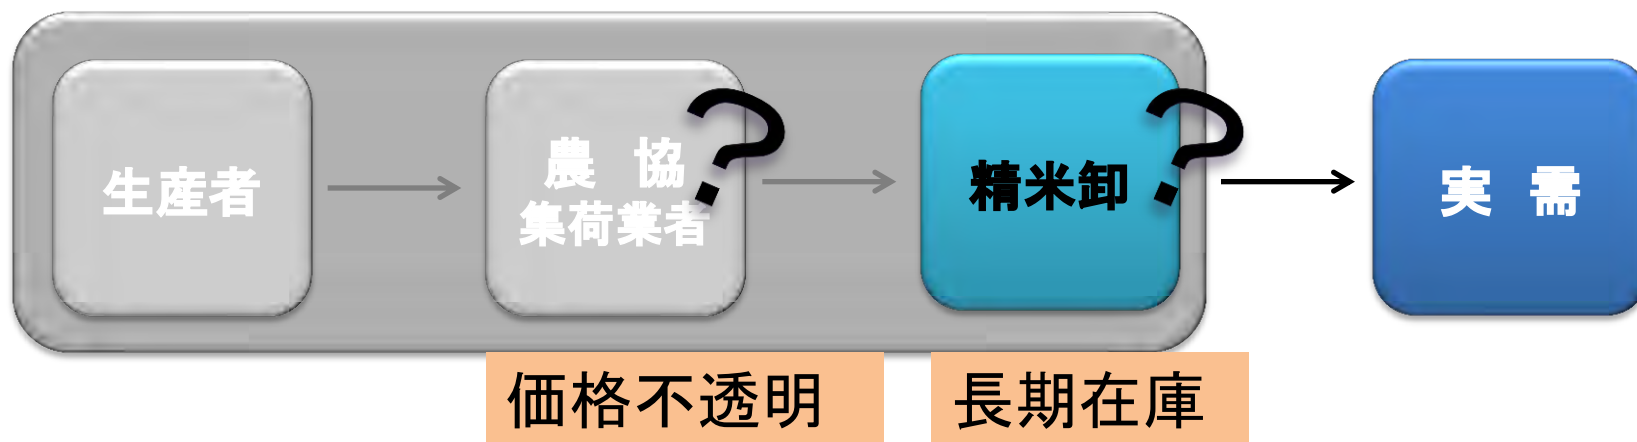 生産者
農　協
集荷業者
？
精米卸
？
実　需
価格不透明
長期在庫